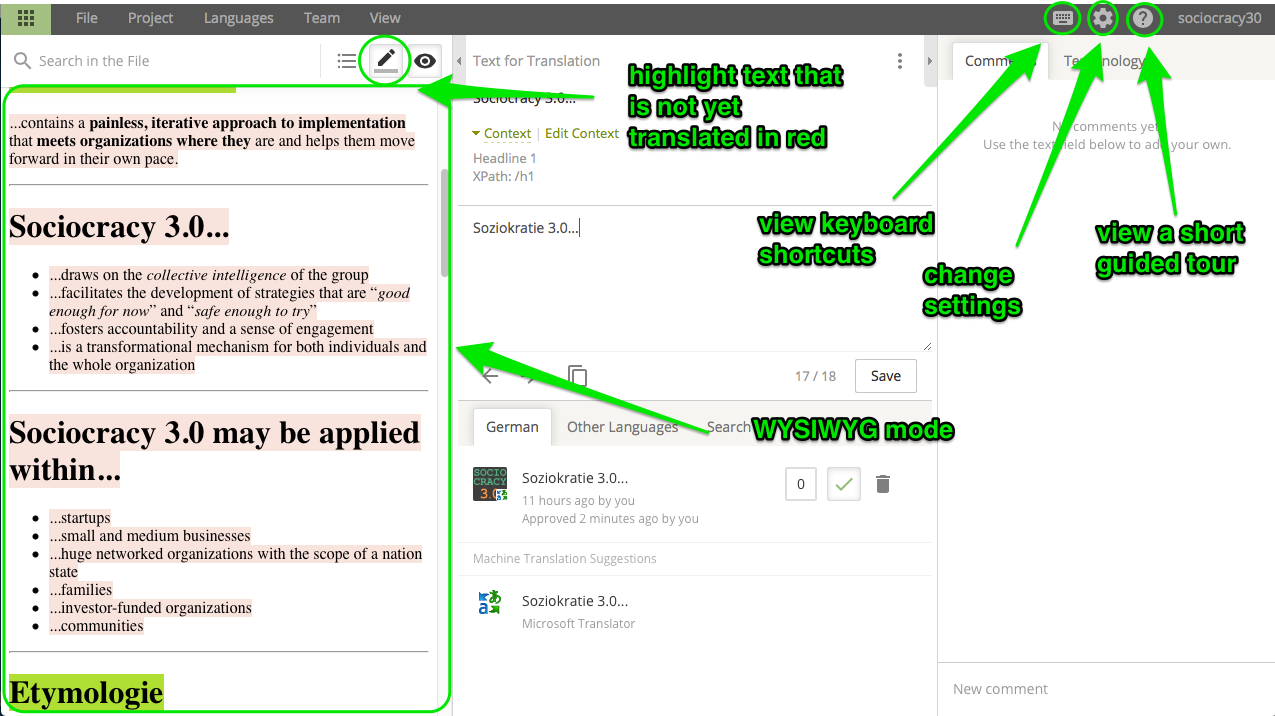 File Project Languages Team View sociocracy30
Search in the File
...contains a painless, iterative approach to implementation
that meets organizations where they are and helps them move
forward in their own pace.
Sociocracy 3.0...
...draws on the collective intelligence of the group
...facilitates the development of strategies that are “good
enough for now” and “safe enough to try”
...fosters accountability and a sense of engagement
...is a transformational mechanism for both individuals and
the whole organization
Sociocracy 3.0 may be applied
within...
...startups
...small and medium businesses
...huge networked organizations with the scope of a nation
state
...families
...investor-funded organizations
...communities
Etymologie
Text for Translation
Sociocracy 3.0...
Context | Edit Context
Headline 1
XPath: /h1
Soziokratie 3.0...
17 / 18 Save
German Other Languages Search
SOCIO
CRACY
3.0
Soziokratie 3.0...
11 hours ago by you
Approved 2 minutes ago by you
0
Machine Translation Suggestions
Soziokratie 3.0...
Microsoft Translator
Comments Terminology
No comments yet
Use the text field below to add your own.
New comment
highlight text that
is not yet
translated in red
view keyboard
shortcuts
change
settings
view a short
guided tour
WYSIWYG mode